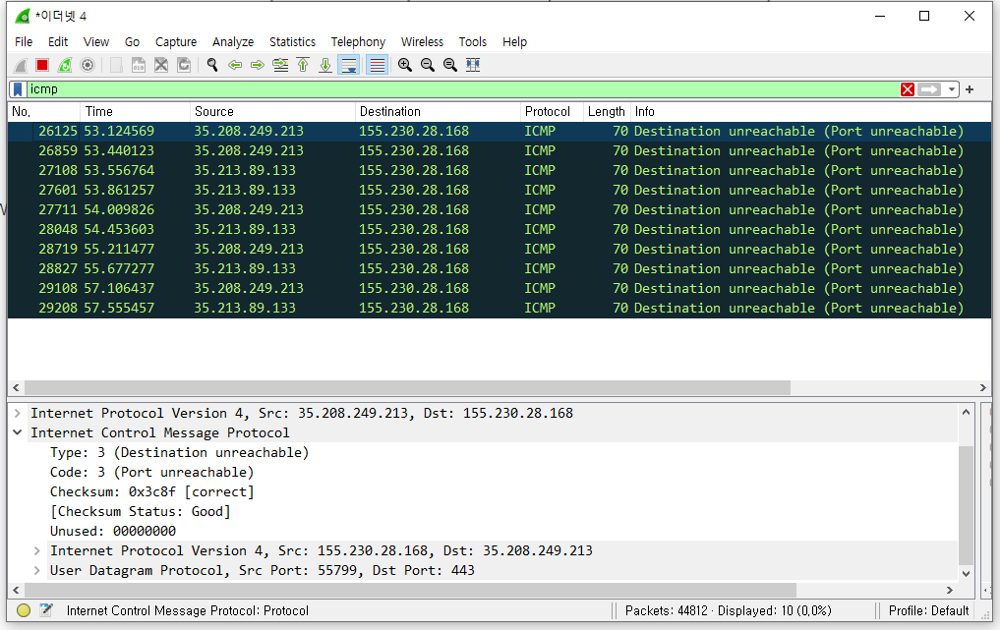 *이더넷 4
File Edit View Go Capture Analyze Statistics Telephony Wireless Tools Help
icmp
No. Time Source Destination Protocol Length Info
26125 53.124569 35.208.249.213 155.230.28.168 ICMP 70 Destination unreachable (Port unreachable)
26859 53.440123 35.208.249.213 155.230.28.168 ICMP 70 Destination unreachable (Port unreachable)
27108 53.556764 35.213.89.133 155.230.28.168 ICMP 70 Destination unreachable (Port unreachable)
27601 53.861257 35.213.89.133 155.230.28.168 ICMP 70 Destination unreachable (Port unreachable)
27711 54.009826 35.208.249.213 155.230.28.168 ICMP 70 Destination unreachable (Port unreachable)
28048 54.453603 35.213.89.133 155.230.28.168 ICMP 70 Destination unreachable (Port unreachable)
28719 55.211477 35.208.249.213 155.230.28.168 ICMP 70 Destination unreachable (Port unreachable)
28827 55.677277 35.213.89.133 155.230.28.168 ICMP 70 Destination unreachable (Port unreachable)
29108 57.106437 35.208.249.213 155.230.28.168 ICMP 70 Destination unreachable (Port unreachable)
29208 57.555457 35.213.89.133 155.230.28.168 ICMP 70 Destination unreachable (Port unreachable)
Internet Protocol Version 4, Src: 35.208.249.213, Dst: 155.230.28.168
Internet Control Message Protocol
Type: 3 (Destination unreachable)
Code: 3 (Port unreachable)
Checksum: 0x3c8f [correct]
[Checksum Status: Good]
Unused: 00000000
Internet Protocol Version 4, Src: 155.230.28.168, Dst: 35.208.249.213
User Datagram Protocol, Src Port: 55799, Dst Port: 443
Internet Control Message Protocol: Protocol Packets: 44812 · Displayed: 10 (0,0%) Profile: Default